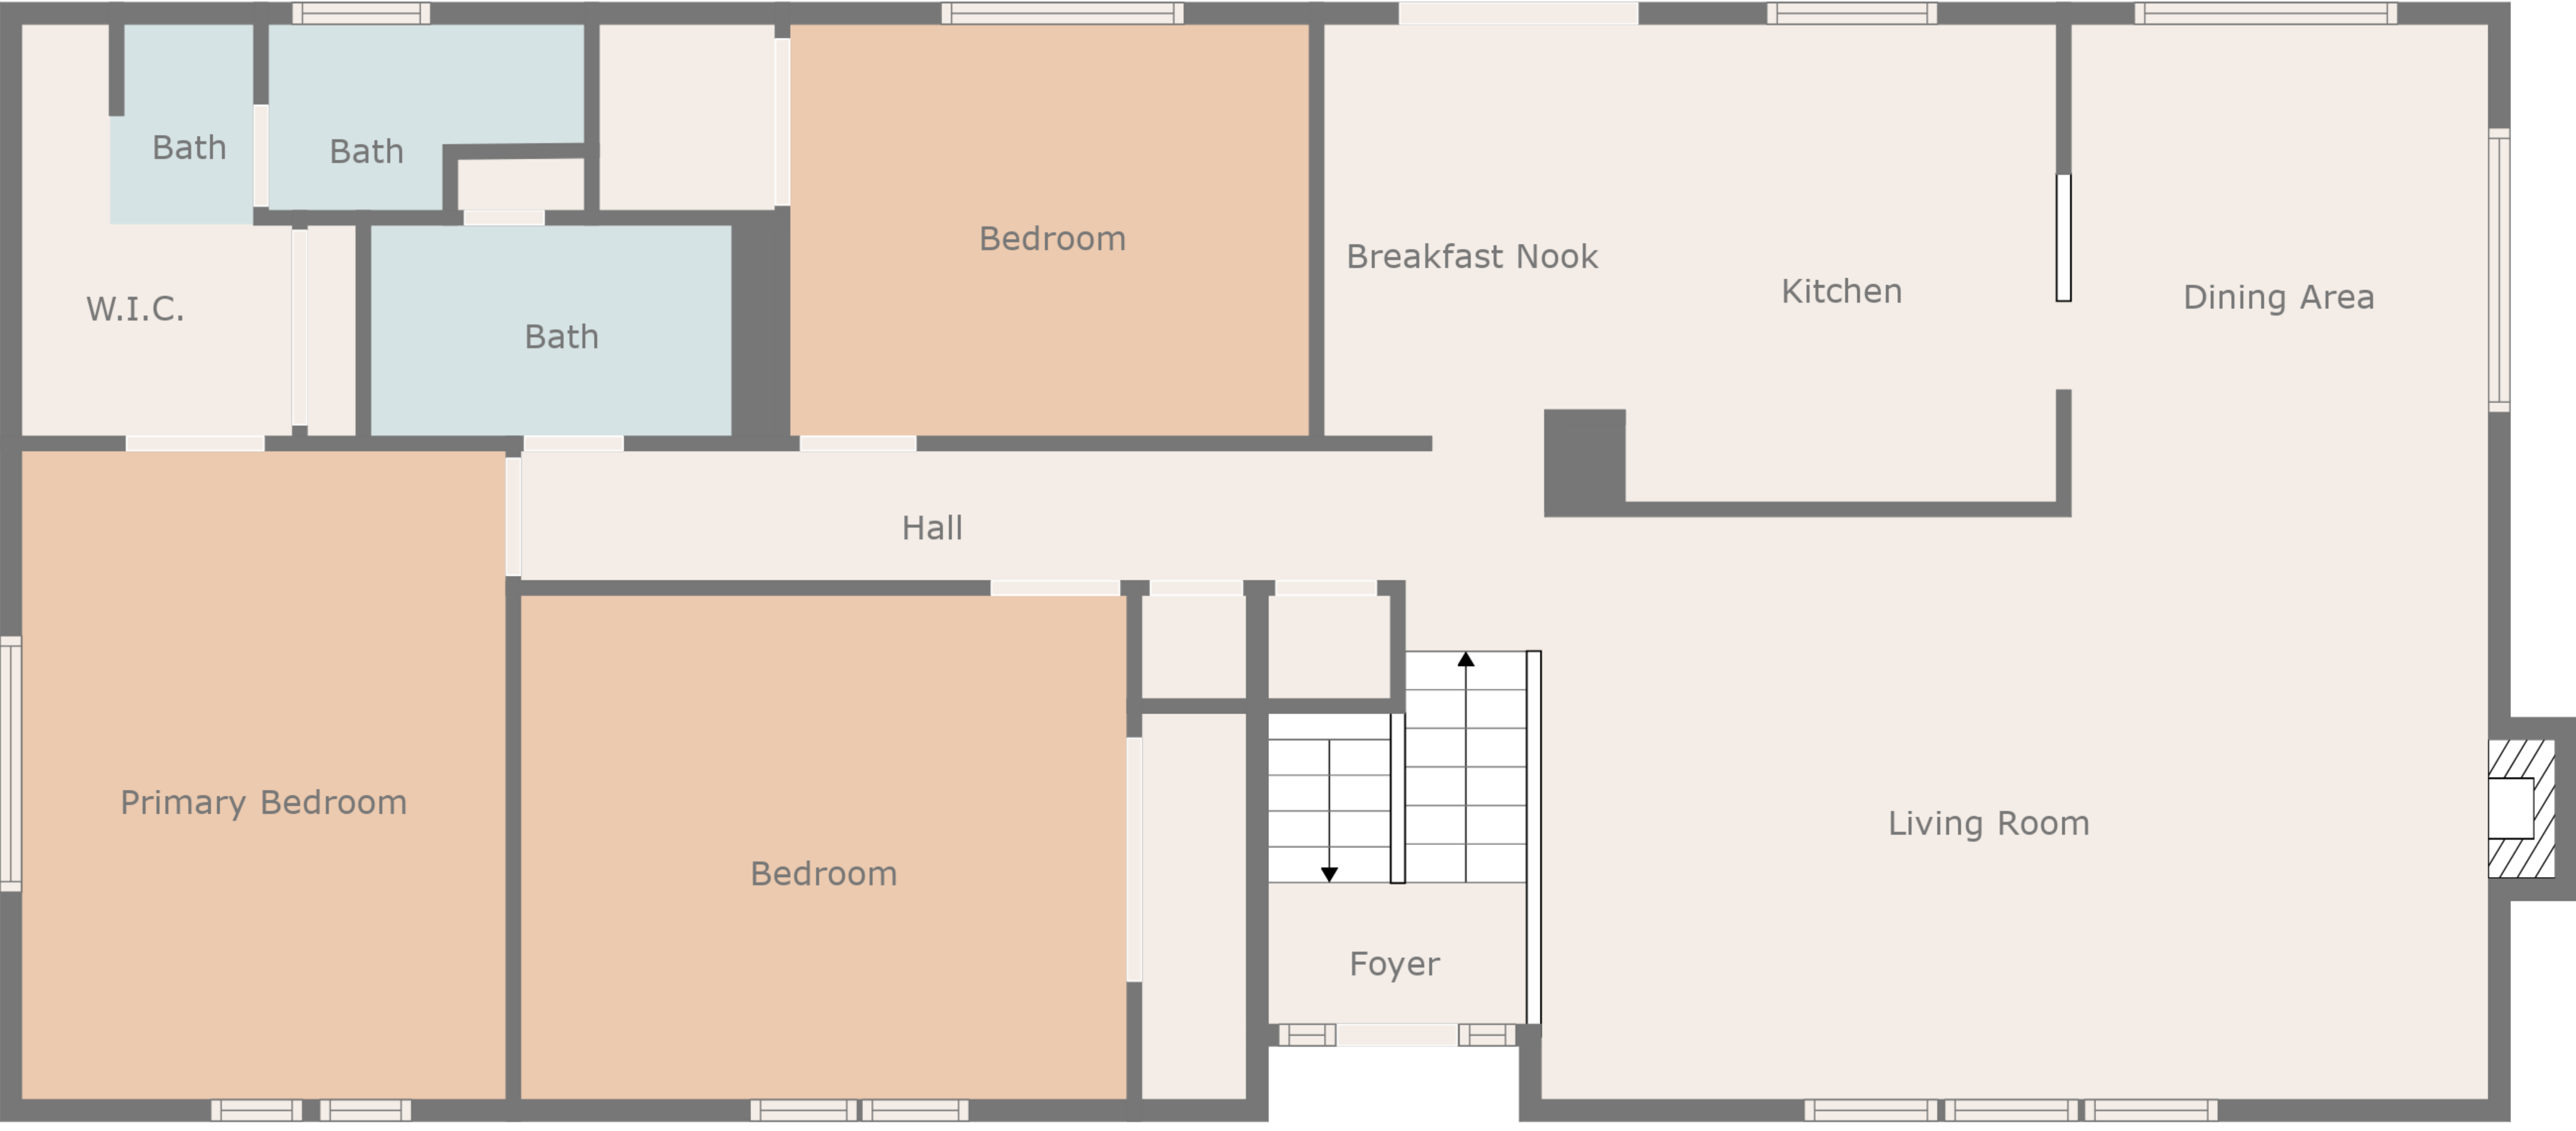 Bath
Bath
Bedroom
Breakfast Nook
Kitchen
Dining Area
W.I.C.
Bath
Hall
Primary Bedroom
Bedroom
Living Room
Foyer